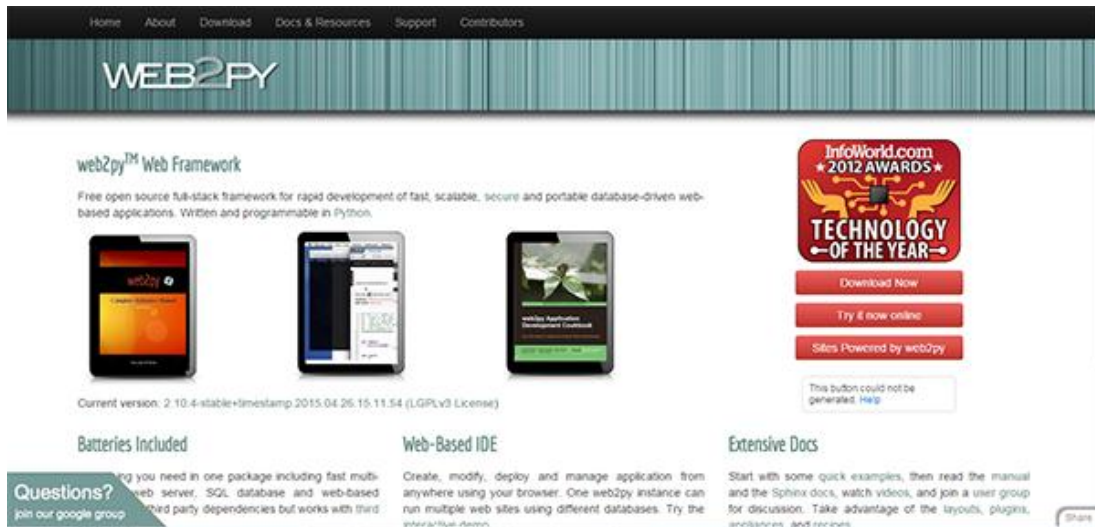 Home About Download Docs & Resources Support Contributors
WEB2PY
web2py™ Web Framework
Free open source full-stack framework for rapid development of fast, scalable, secure and portable database-driven web-
based applications. Written and programmable in Python.
web2py
web2py Application
Development Cookbook
Current version: 2.10.4-stable+timestamp.2015.04.26.15.11.54 (LGPLv3 License)
InfoWorld.com
2012 AWARDS
TECHNOLOGY
OF THE YEAR
Download Now
Try it now online
Sites Powered by web2py
This button could not be
generated. Help
Batteries Included
you need in one package including fast multi-
web server, SQL database and web-based
third party dependencies but works with third
Web-Based IDE
Create, modify, deploy and manage application from
anywhere using your browser. One web2py instance can
run multiple web sites using different databases. Try the
interactive demo
Extensive Docs
Start with some quick examples, then read the manual
and the Sphinx docs, watch videos, and join a user group
for discussion. Take advantage of the layouts, plugins,
appliances, and recipes
Questions?
join our google group
Share